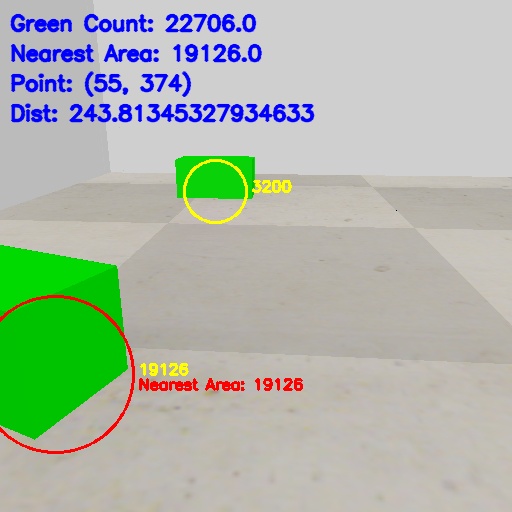 Green Count: 22706.0
Nearest Area: 19126.0
Point: (55, 374)
Dist: 243.81345327934633
3200
19126
Nearest Area: 19126